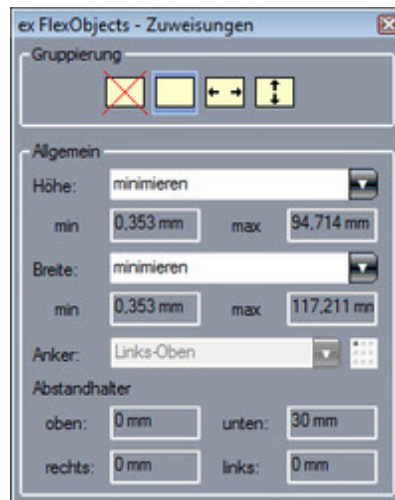 ex FlexObjects - Zuweisungen
Gruppierung
Allgemein
Höhe: minimieren
min 0,353 mm max 94,714 mm
Breite: minimieren
min 0,353 mm max 117,211 mm
Anker: Links-Oben
Abstandhalter
oben: 0 mm unten: 30 mm
rechts: 0 mm links: 0 mm